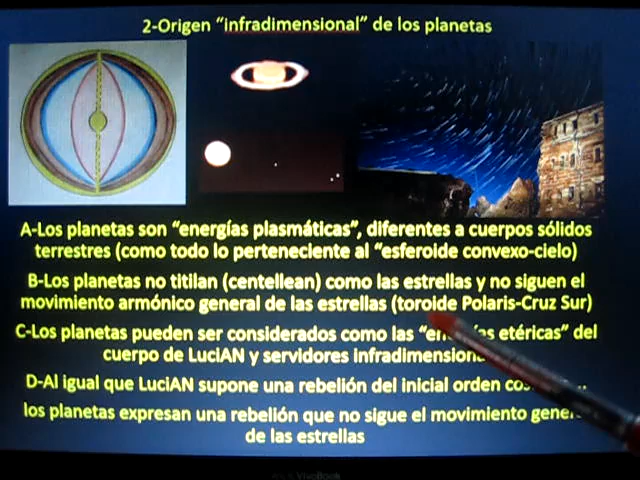 2-Origen "infradimensional" de los planetas
A-Los planetas son "energías plasmáticas", diferentes a cuerpos sólidos
terrestres (como todo lo perteneciente al "esferoide convexo-cielo)
B-Los planetas no titilan (centellean) como las estrellas y no siguen el
movimiento armónico general de las estrellas (toroide Polaris-Cruz Sur)
C-Los planetas pueden ser considerados como las etéricas" del
cuerpo de LuciAN y servidores
D-Al igual que LuciAN supone una rebelión del inicial orden
los planetas expresan una rebelión que no sigue el movimiento
de las estrellas
VivoBook